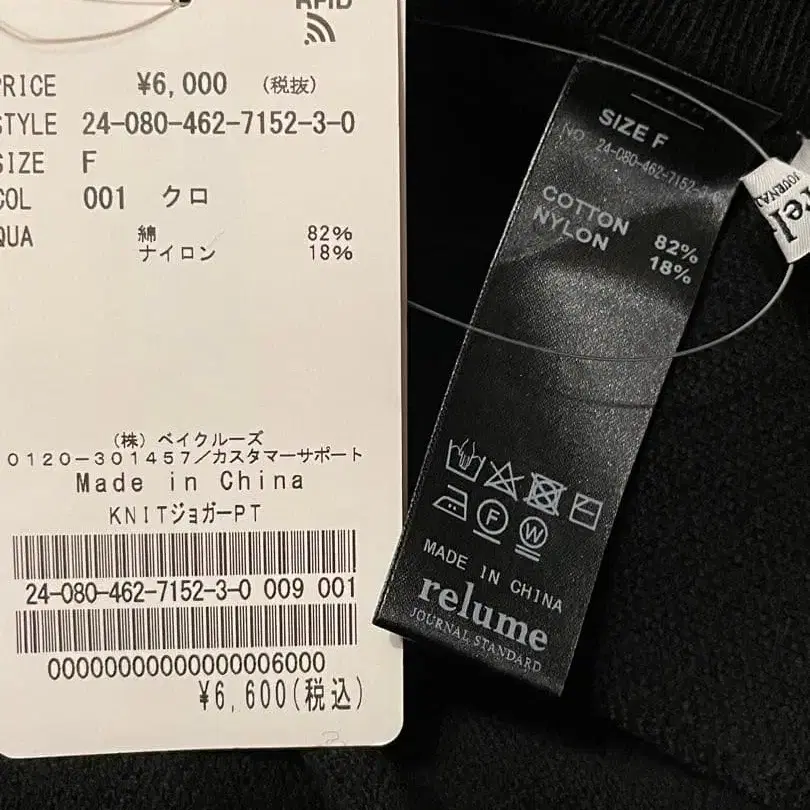 RFID
PRICE ¥6,000 (税抜)
STYLE 24-080-462-7152-3-0
SIZE F
COL 001 クロ
QUA 綿 82%
ナイロン 18%
(株) ベイクルーズ
0120-301457/カスタマーサポート
Made in China
KNITジョガーPT
24-080-462-7152-3-0 009 001
00000000000000006000
¥6,600(税込)
SIZE F
No. 24-080-462-7152-3
COTTON 82%
NYLON 18%
F
W
MADE IN CHINA
relume
JOURNAL STANDARD
rel
JOURNA